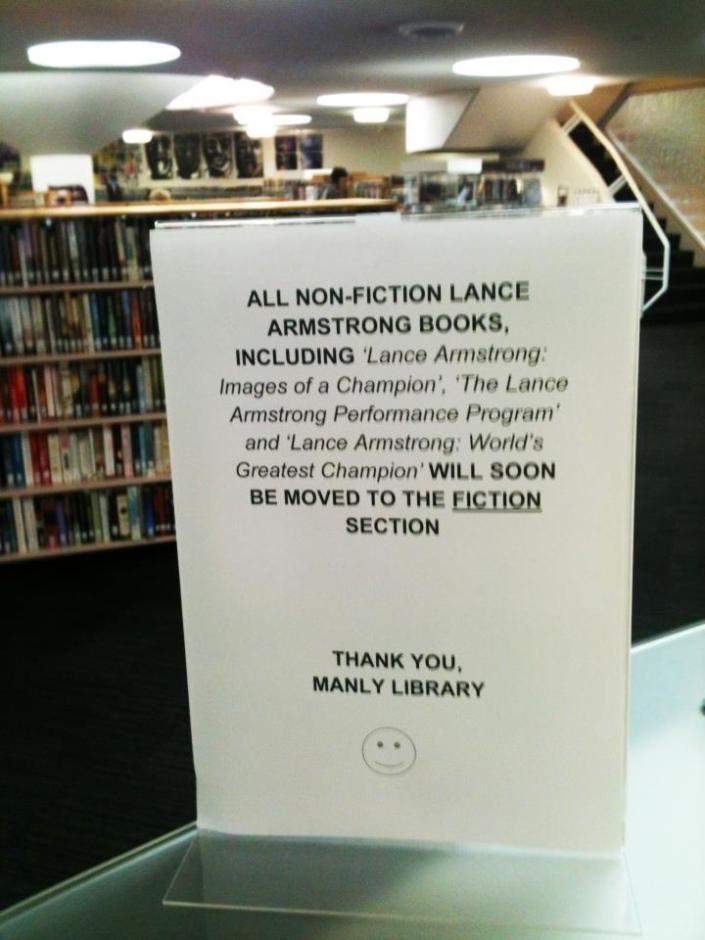 ALL NON-FICTION LANCE
ARMSTRONG BOOKS,
INCLUDING ‘Lance Armstrong:
Images of a Champion’, ‘The Lance
Armstrong Performance Program’
and ‘Lance Armstrong: World’s
Greatest Champion’ WILL SOON
BE MOVED TO THE FICTION
SECTION
THANK YOU,
MANLY LIBRARY